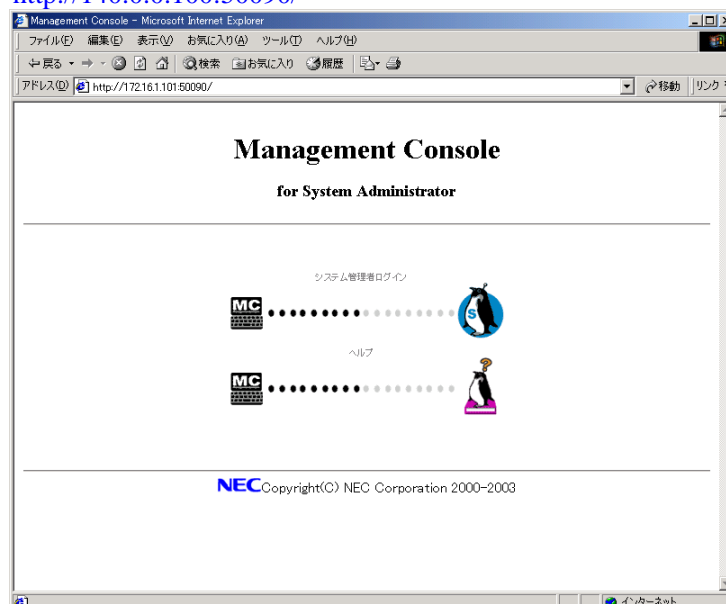 Management Console - Microsoft Internet Explorer
ファイル(F) 編集(E) 表示(V) お気に入り(A) ツール(T) ヘルプ(H)
戻る 検索 お気に入り 履歴
アドレス(D) http://172.16.1.101:50090/ 移動 リンク
Management Console
for System Administrator
システム管理者ログイン
MC S
ヘルプ
MC ?
NEC Copyright(C) NEC Corporation 2000-2003
インターネット